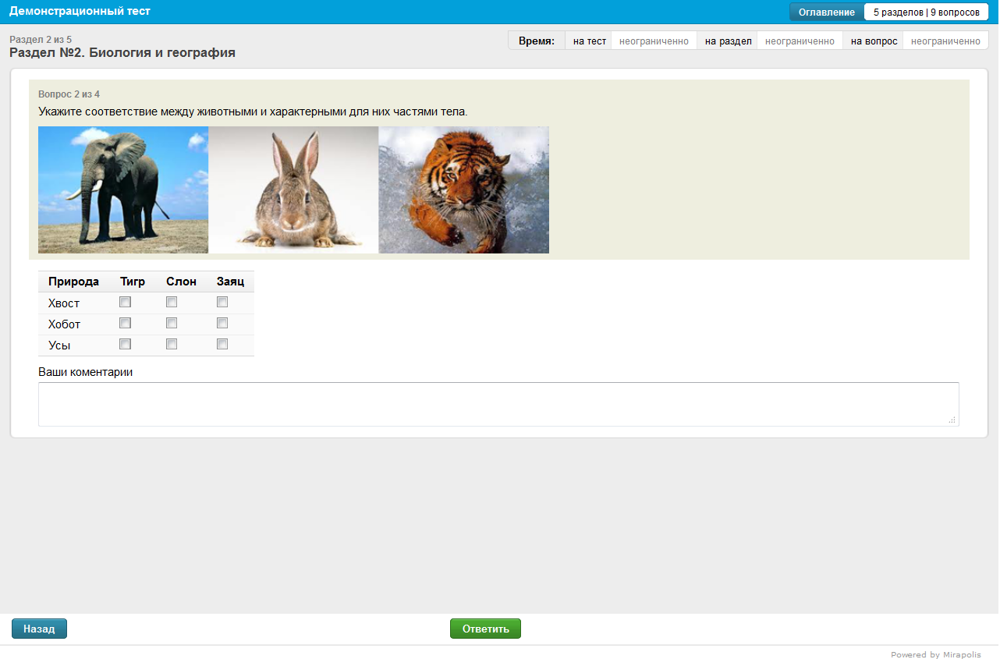 Демонстрационный тест
Оглавление 5 разделов | 9 вопросов
Раздел 2 из 5
Раздел №2. Биология и география
Время: на тест неограниченно на раздел неограниченно на вопрос неограниченно
Вопрос 2 из 4
Укажите соответствие между животными и характерными для них частями тела.
Природа Тигр Слон Заяц
Хвост
Хобот
Усы
Ваши коментарии
Назад Ответить
Powered by Mirapolis